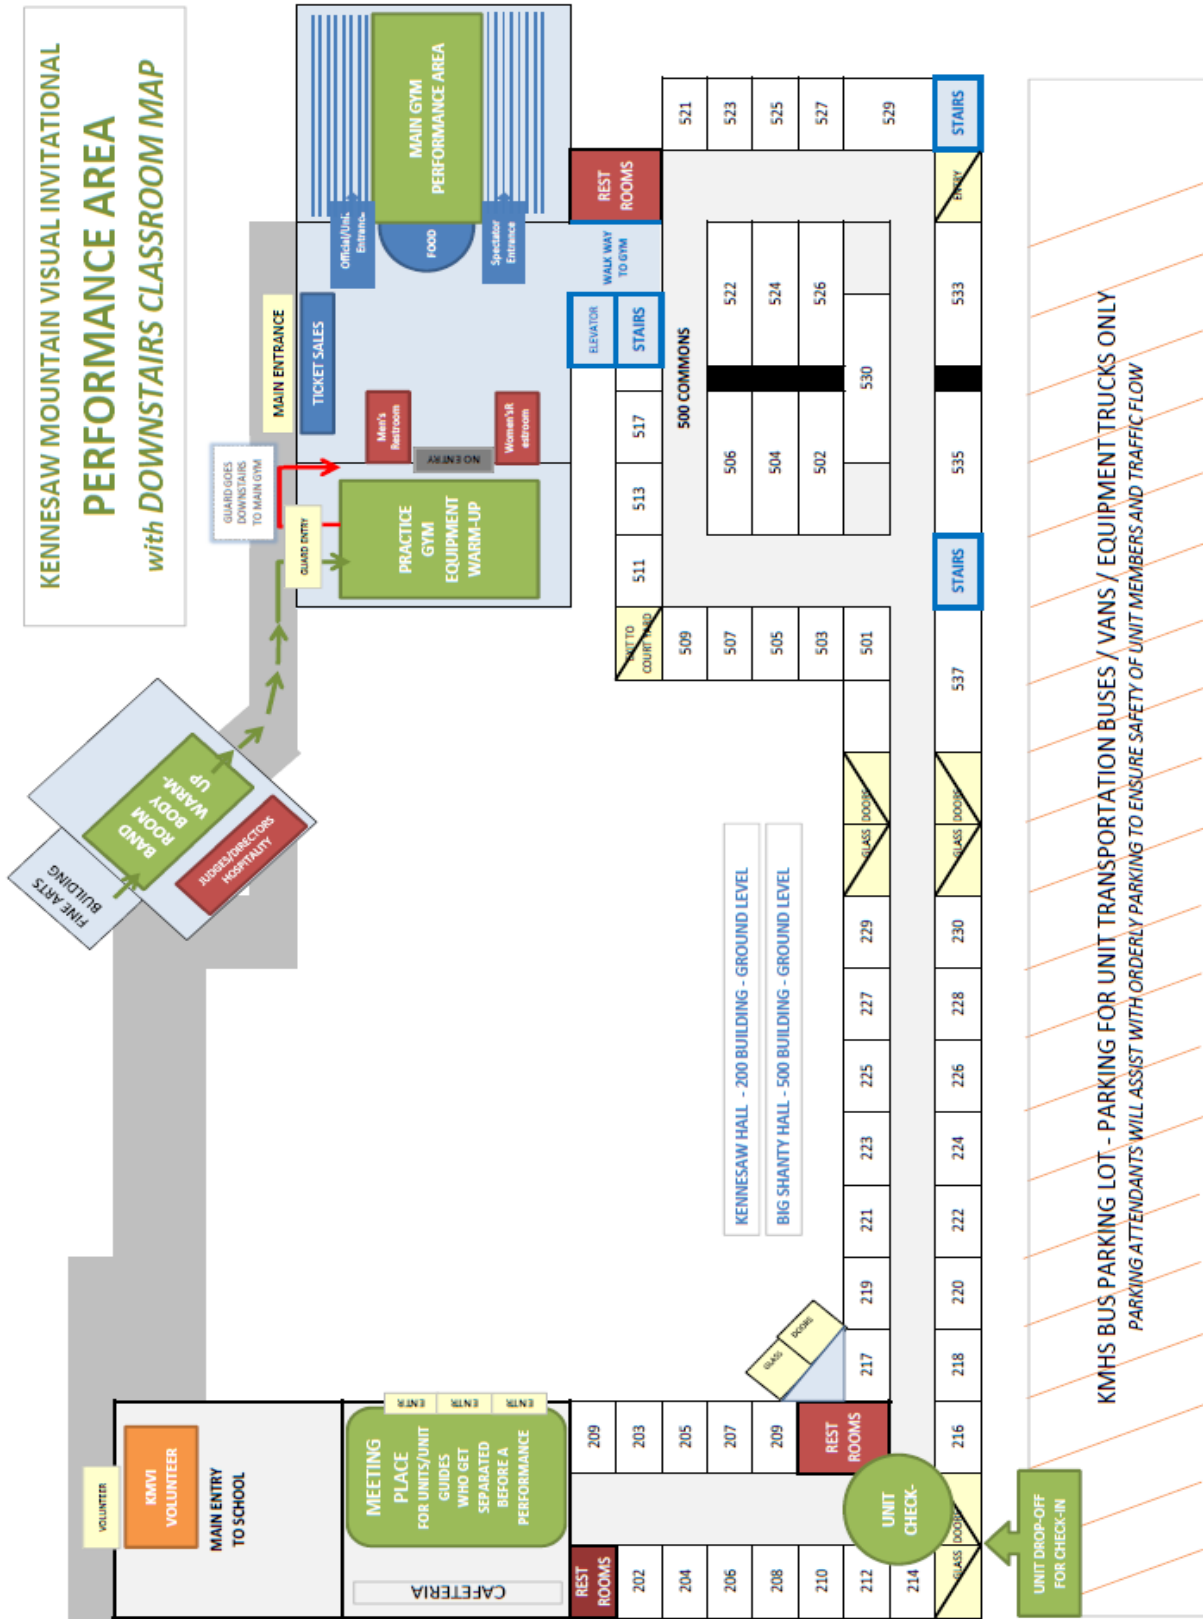 KENNESAW MOUNTAIN VISUAL INVITATIONAL
PERFORMANCE AREA
with DOWNSTAIRS CLASSROOM MAP
VOLUNTEER
KMVI
VOLUNTEER
MAIN ENTRY
TO SCHOOL
FINE ARTS
BUILDING
BAND
ROOM
BODY
WARM-
UP
JUDGES/DIRECTORS
HOSPITALITY
GUARD GOES
DOWNSTAIRS
TO MAIN GYM
GUARD ENTRY
MAIN ENTRANCE
TICKET SALES
PRACTICE
GYM
EQUIPMENT
WARM-UP
NO ENTRY
Men's
Restroom
Women'sR
estroom
Official/Uni
Entranc
FOOD
Spectator
Entrance
MAIN GYM
PERFORMANCE AREA
CAFETERIA
MEETING
PLACE
FOR UNITS/UNIT
GUIDES
WHO GET
SEPARATED
BEFORE A
PERFORMANCE
ENTR
ENTR
ENTR
ELEVATOR
STAIRS
WALK WAY
TO GYM
REST
ROOMS
EXIT TO
COURT YARD
511
513
517
500 COMMONS
509
507
505
503
501
506
504
502
522
524
526
530
521
523
525
527
529
STAIRS
ENTRY
533
535
STAIRS
537
REST
ROOMS
202
204
206
208
210
212
214
209
203
205
207
209
REST
ROOMS
GLASS
DOORS
KENNESAW HALL - 200 BUILDING - GROUND LEVEL
BIG SHANTY HALL - 500 BUILDING - GROUND LEVEL
217
219
221
223
225
227
229
GLASS
DOORS
UNIT
CHECK-
GLASS
DOORS
216
218
220
222
224
226
228
230
GLASS
DOORS
UNIT DROP-OFF
FOR CHECK-IN
KMHS BUS PARKING LOT - PARKING FOR UNIT TRANSPORTATION BUSES / VANS / EQUIPMENT TRUCKS ONLY
PARKING ATTENDANTS WILL ASSIST WITH ORDERLY PARKING TO ENSURE SAFETY OF UNIT MEMBERS AND TRAFFIC FLOW